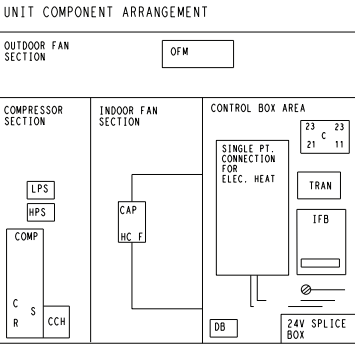 UNIT COMPONENT ARRANGEMENT
OUTDOOR FAN
SECTION
OFM
COMPRESSOR
SECTION
LPS
HPS
COMP
C
S
R
CCH
INDOOR FAN
SECTION
CAP
HC F
CONTROL BOX AREA
SINGLE PT.
CONNECTION
FOR
ELEC. HEAT
23 23
C
21 11
TRAN
IFB
DB
24V SPLICE
BOX